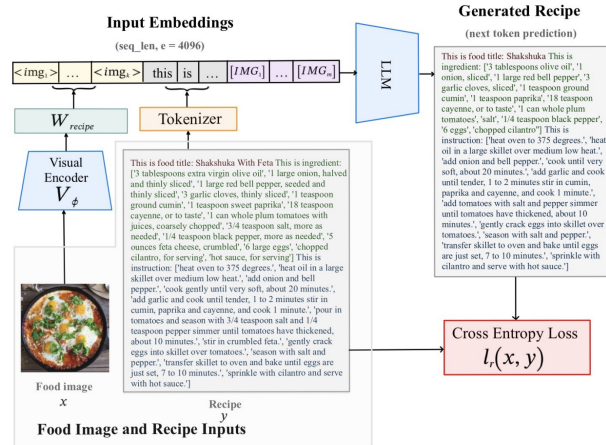 Input Embeddings
(seq_len, e = 4096)
<img₁> … <imgₖ> this is … [IMG₁] … [IMGₘ]
W_recipe
Tokenizer
Visual
Encoder
V_ϕ
Food image
x
This is food title: Shakshuka With Feta This is ingredient:
['3 tablespoons extra virgin olive oil', '1 large onion, halved
and thinly sliced', '1 large red bell pepper, seeded and
thinly sliced', '3 garlic cloves, thinly sliced', '1 teaspoon
ground cumin', '1 teaspoon sweet paprika', '18 teaspoon
cayenne, or to taste', '1 can whole plum tomatoes with
juices, coarsely chopped', '3/4 teaspoon salt, more as
needed', '1/4 teaspoon black pepper, more as needed', '5
ounces feta cheese, crumbled', '6 large eggs', 'chopped
cilantro, for serving', 'hot sauce, for serving'] This is
instruction: ['heat oven to 375 degrees.', 'heat oil in a large
skillet over medium low heat.', 'add onion and bell
pepper.', 'cook gently until very soft, about 20 minutes.',
'add garlic and cook until tender, 1 to 2 minutes stir in
cumin, paprika and cayenne, and cook 1 minute.', 'pour in
tomatoes and season with 3/4 teaspoon salt and 1/4
teaspoon pepper simmer until tomatoes have thickened,
about 10 minutes.', 'stir in crumbled feta.', 'gently crack
eggs into skillet over tomatoes.', 'season with salt and
pepper.', 'transfer skillet to oven and bake until eggs are
just set, 7 to 10 minutes.', 'sprinkle with cilantro and serve
with hot sauce.']
Recipe
y
Food Image and Recipe Inputs
LLM
Generated Recipe
(next token prediction)
This is food title: Shakshuka This is
ingredient: ['3 tablespoons olive oil', '1
onion, sliced', '1 large red bell pepper', '3
garlic cloves, sliced', '1 teaspoon ground
cumin', '1 teaspoon paprika', '18 teaspoon
cayenne, or to taste', '1 can whole plum
tomatoes', 'salt', '1/4 teaspoon black pepper',
'6 eggs', 'chopped cilantro''] This is
instruction: ['heat oven to 375 degrees.', 'heat
oil in a large skillet over medium low heat.',
'add onion and bell pepper.', 'cook until very
soft, about 20 minutes.', 'add garlic and cook
until tender, 1 to 2 minutes stir in cumin,
paprika and cayenne, and cook 1 minute.',
'add tomatoes with salt and pepper simmer
until tomatoes have thickened, about 10
minutes.', 'gently crack eggs into skillet over
tomatoes.', 'season with salt and pepper.',
'transfer skillet to oven and bake until eggs
are just set, 7 to 10 minutes.', 'sprinkle with
cilantro and serve with hot sauce.']
Cross Entropy Loss
lᵣ(x, y)